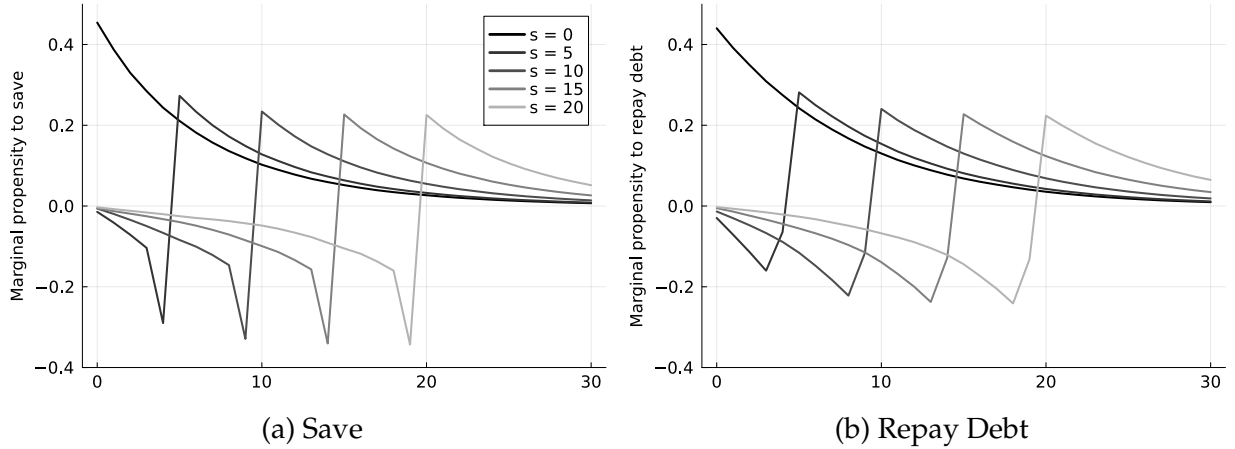 Marginal propensity to save
0.4
0.2
0.0
−0.2
−0.4
0
10
20
30
s = 0
s = 5
s = 10
s = 15
s = 20
(a) Save
Marginal propensity to repay debt
0.4
0.2
0.0
−0.2
−0.4
0
10
20
30
(b) Repay Debt